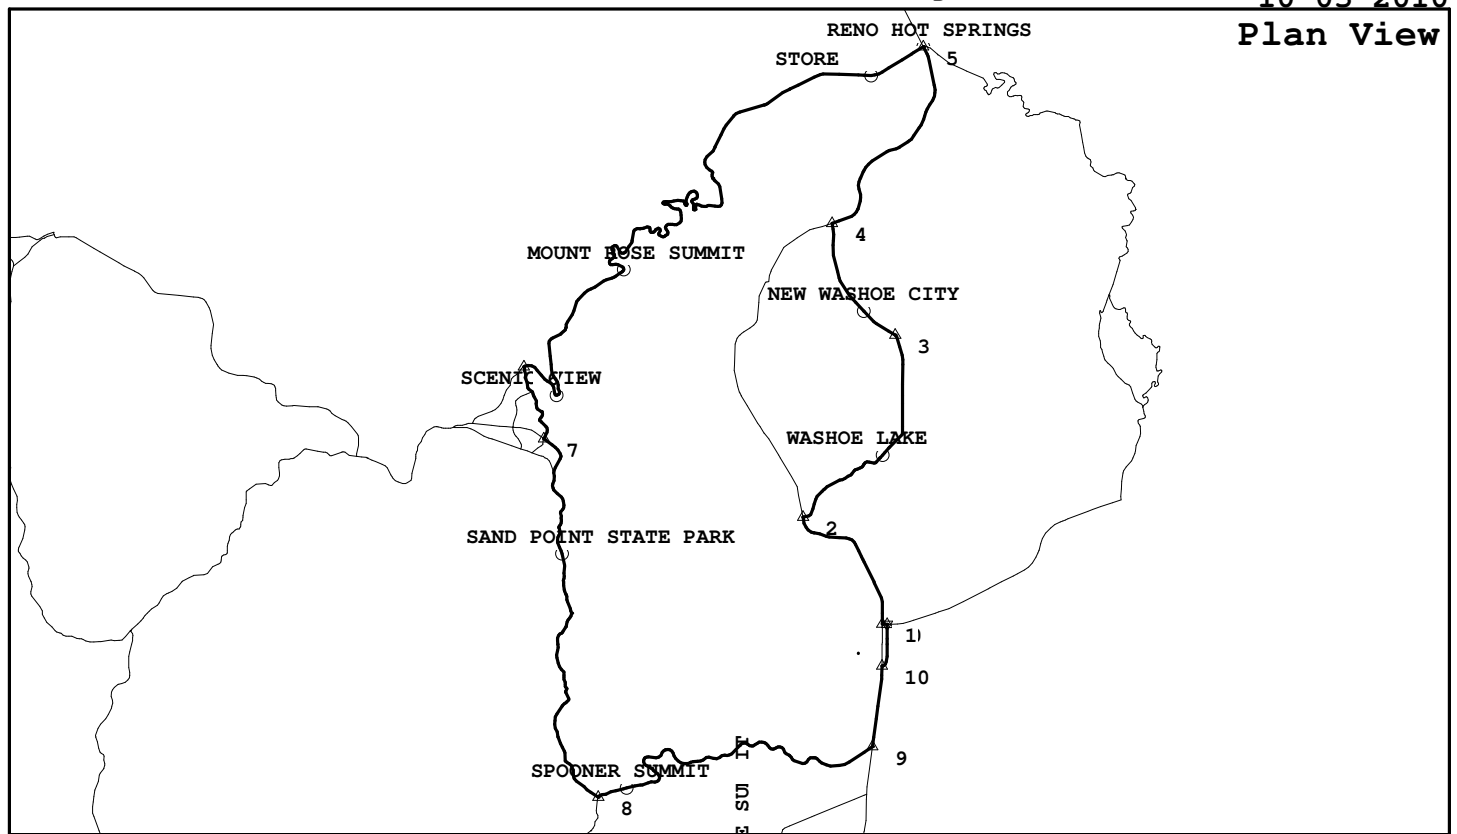 Plan View
RENO HOT SPRINGS
5
STORE
4
MOUNT ROSE SUMMIT
NEW WASHOE CITY
3
SCENIC VIEW
WASHOE LAKE
7
2
SAND POINT STATE PARK
10
9
SPOONER SUMMIT
8